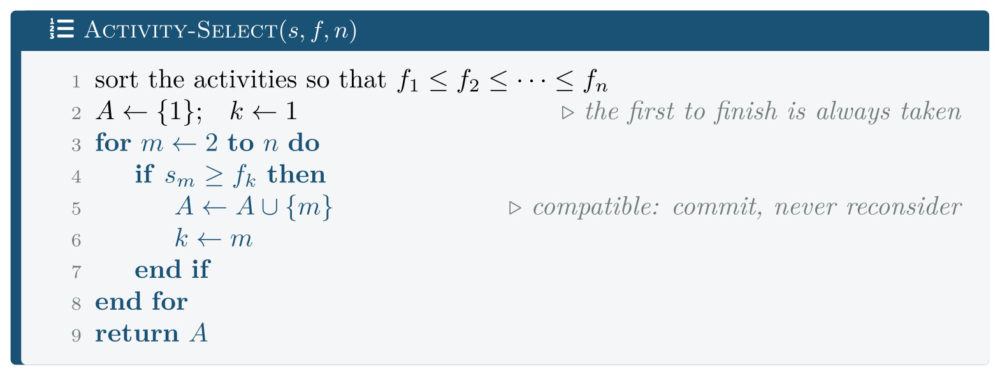 ACTIVITY-SELECT(s, f, n)
1 sort the activities so that f₁ ≤ f₂ ≤ ⋯ ≤ fₙ
2 A ← {1}; k ← 1 ▷ the first to finish is always taken
3 for m ← 2 to n do
4 if sₘ ≥ fₖ then
5 A ← A ∪ {m} ▷ compatible: commit, never reconsider
6 k ← m
7 end if
8 end for
9 return A